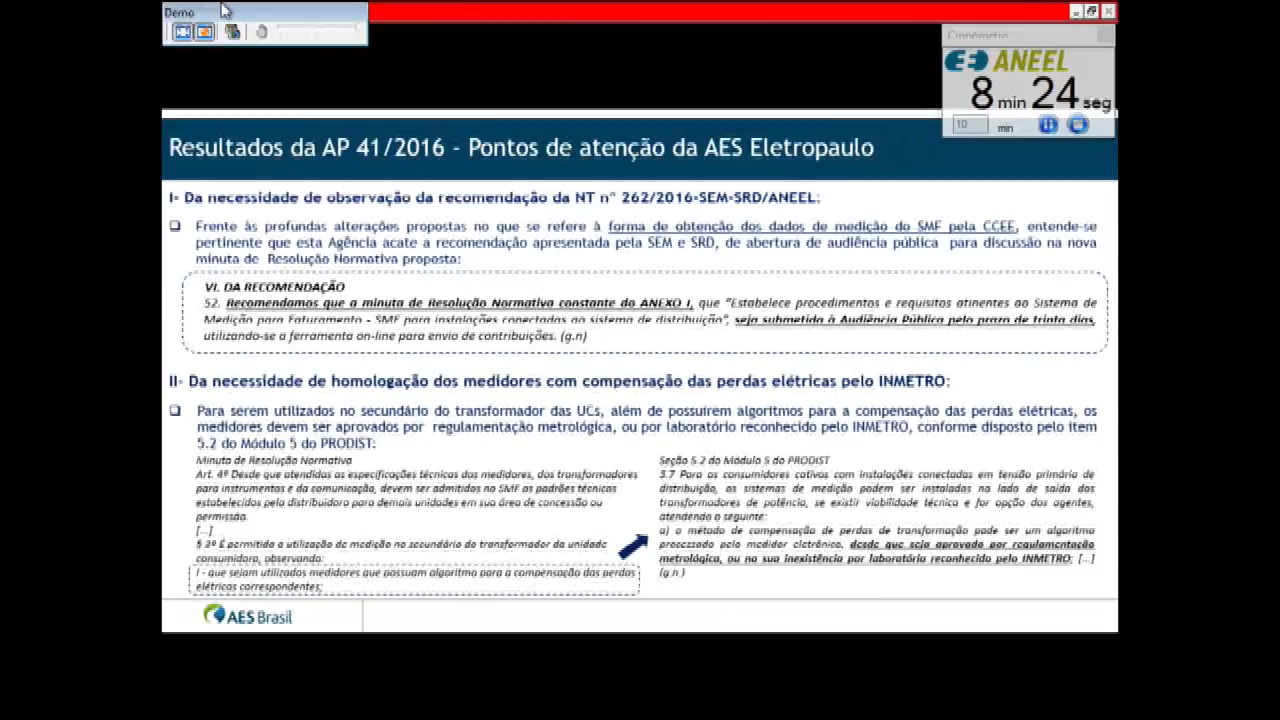 Demo
Cronômetro
ANEEL
8 min 24 seg
10 min
Resultados da AP 41/2016 - Pontos de atenção da AES Eletropaulo
I- Da necessidade de observação da recomendação da NT nº 262/2016-SEM-SRD/ANEEL:
Frente às profundas alterações propostas no que se refere à forma de obtenção dos dados de medição do SMF pela CCEE, entende-se
pertinente que esta Agência acate a recomendação apresentada pela SEM e SRD, de abertura de audiência pública para discussão na nova
minuta de Resolução Normativa proposta:
VI. DA RECOMENDAÇÃO
52. Recomendamos que a minuta de Resolução Normativa constante do ANEXO I, que "Estabelece procedimentos e requisitos atinentes ao Sistema de
Medição para Faturamento - SMF para instalações conectadas ao sistema de distribuição", seja submetida à Audiência Pública pelo prazo de trinta dias,
utilizando-se a ferramenta on-line para envio de contribuições. (g.n)
II- Da necessidade de homologação dos medidores com compensação das perdas elétricas pelo INMETRO:
Para serem utilizados no secundário do transformador das UCs, além de possuírem algoritmos para a compensação das perdas elétricas, os
medidores devem ser aprovados por regulamentação metrológica, ou por laboratório reconhecido pelo INMETRO, conforme disposto pelo item
5.2 do Módulo 5 do PRODIST:
Minuta de Resolução Normativa
Art. 4º Desde que atendidas as especificações técnicas dos medidores, dos transformadores
para instrumentos e da comunicação, devem ser admitidos no SMF os padrões técnicos
estabelecidos pela distribuidora para demais unidades em sua área de concessão ou
permissão.
[...]
§ 3º É permitida a utilização de medição no secundário do transformador da unidade
consumidora, observando:
I - que sejam utilizados medidores que possuam algoritmo para a compensação das perdas
elétricas correspondentes;
Seção 5.2 do Módulo 5 do PRODIST
3.7 Para os consumidores cativos com instalações conectadas em tensão primária de
distribuição, os sistemas de medição podem ser instalados no lado de saída dos
transformadores de potência, se existir viabilidade técnica e for opção dos agentes,
atendendo o seguinte:
a) o método de compensação de perdas de transformação pode ser um algoritmo
processado pelo medidor eletrônico, desde que seja aprovado por regulamentação
metrológica, ou na sua inexistência por laboratório reconhecido pelo INMETRO; [...]
(g.n)
AES Brasil